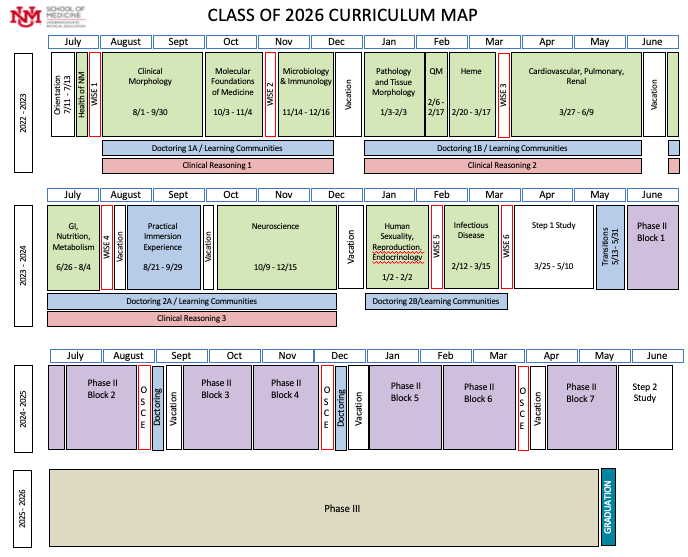 UNM SCHOOL OF MEDICINE
CLASS OF 2026 CURRICULUM MAP
July August Sept Oct Nov Dec Jan Feb Mar Apr May June
2022 - 2023
Orientation
7/11 - 7/13
Health of NM
WISE 1
Clinical
Morphology
8/1 - 9/30
Molecular
Foundations
of Medicine
10/3 - 11/4
WISE 2
Microbiology
& Immunology
11/14 - 12/16
Vacation
Pathology
and Tissue
Morphology
1/3-2/3
QM
2/6 -
2/17
Heme
2/20 - 3/17
WISE 3
Cardiovascular, Pulmonary,
Renal
3/27 - 6/9
Vacation
Doctoring 1A / Learning Communities
Doctoring 1B / Learning Communities
Clinical Reasoning 1
Clinical Reasoning 2
July August Sept Oct Nov Dec Jan Feb Mar Apr May June
2023 - 2024
GI,
Nutrition,
Metabolism
6/26 - 8/4
WISE 4
Vacation
Practical
Immersion
Experience
8/21 - 9/29
Vacation
Neuroscience
10/9 - 12/15
Vacation
Human
Sexuality,
Reproduction,
Endocrinology
1/2 - 2/2
WISE 5
Infectious
Disease
2/12 - 3/15
WISE 6
Step 1 Study
3/25 - 5/10
Transitions
5/13- 5/31
Phase II
Block 1
Doctoring 2A / Learning Communities
Doctoring 2B/Learning Communities
Clinical Reasoning 3
July August Sept Oct Nov Dec Jan Feb Mar Apr May June
2024- 2025
Phase II
Block 2
OSCE
Doctoring
Vacation
Phase II
Block 3
Phase II
Block 4
OSCE
Doctoring
Vacation
Phase II
Block 5
Phase II
Block 6
OSCE
Vacation
Phase II
Block 7
Step 2
Study
2025 - 2026
Phase III
GRADUATION